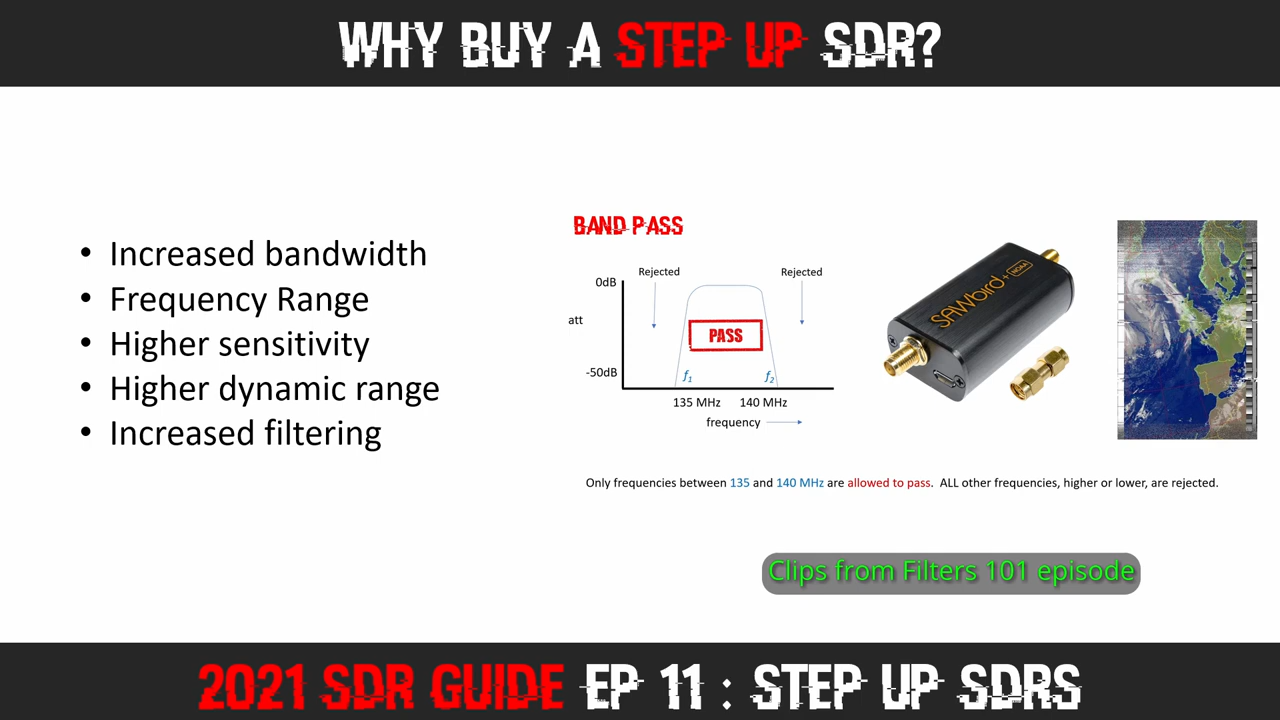 WHY BUY A STEP UP SDR?
• Increased bandwidth
• Frequency Range
• Higher sensitivity
• Higher dynamic range
• Increased filtering
BAND PASS
Rejected
Rejected
0dB
att
PASS
-50dB
f1
f2
135 MHz
140 MHz
frequency
SAWbird+ NOAA
Only frequencies between 135 and 140 MHz are allowed to pass. ALL other frequencies, higher or lower, are rejected.
Clips from Filters 101 episode
2021 SDR GUIDE EP 11 : STEP UP SDRS